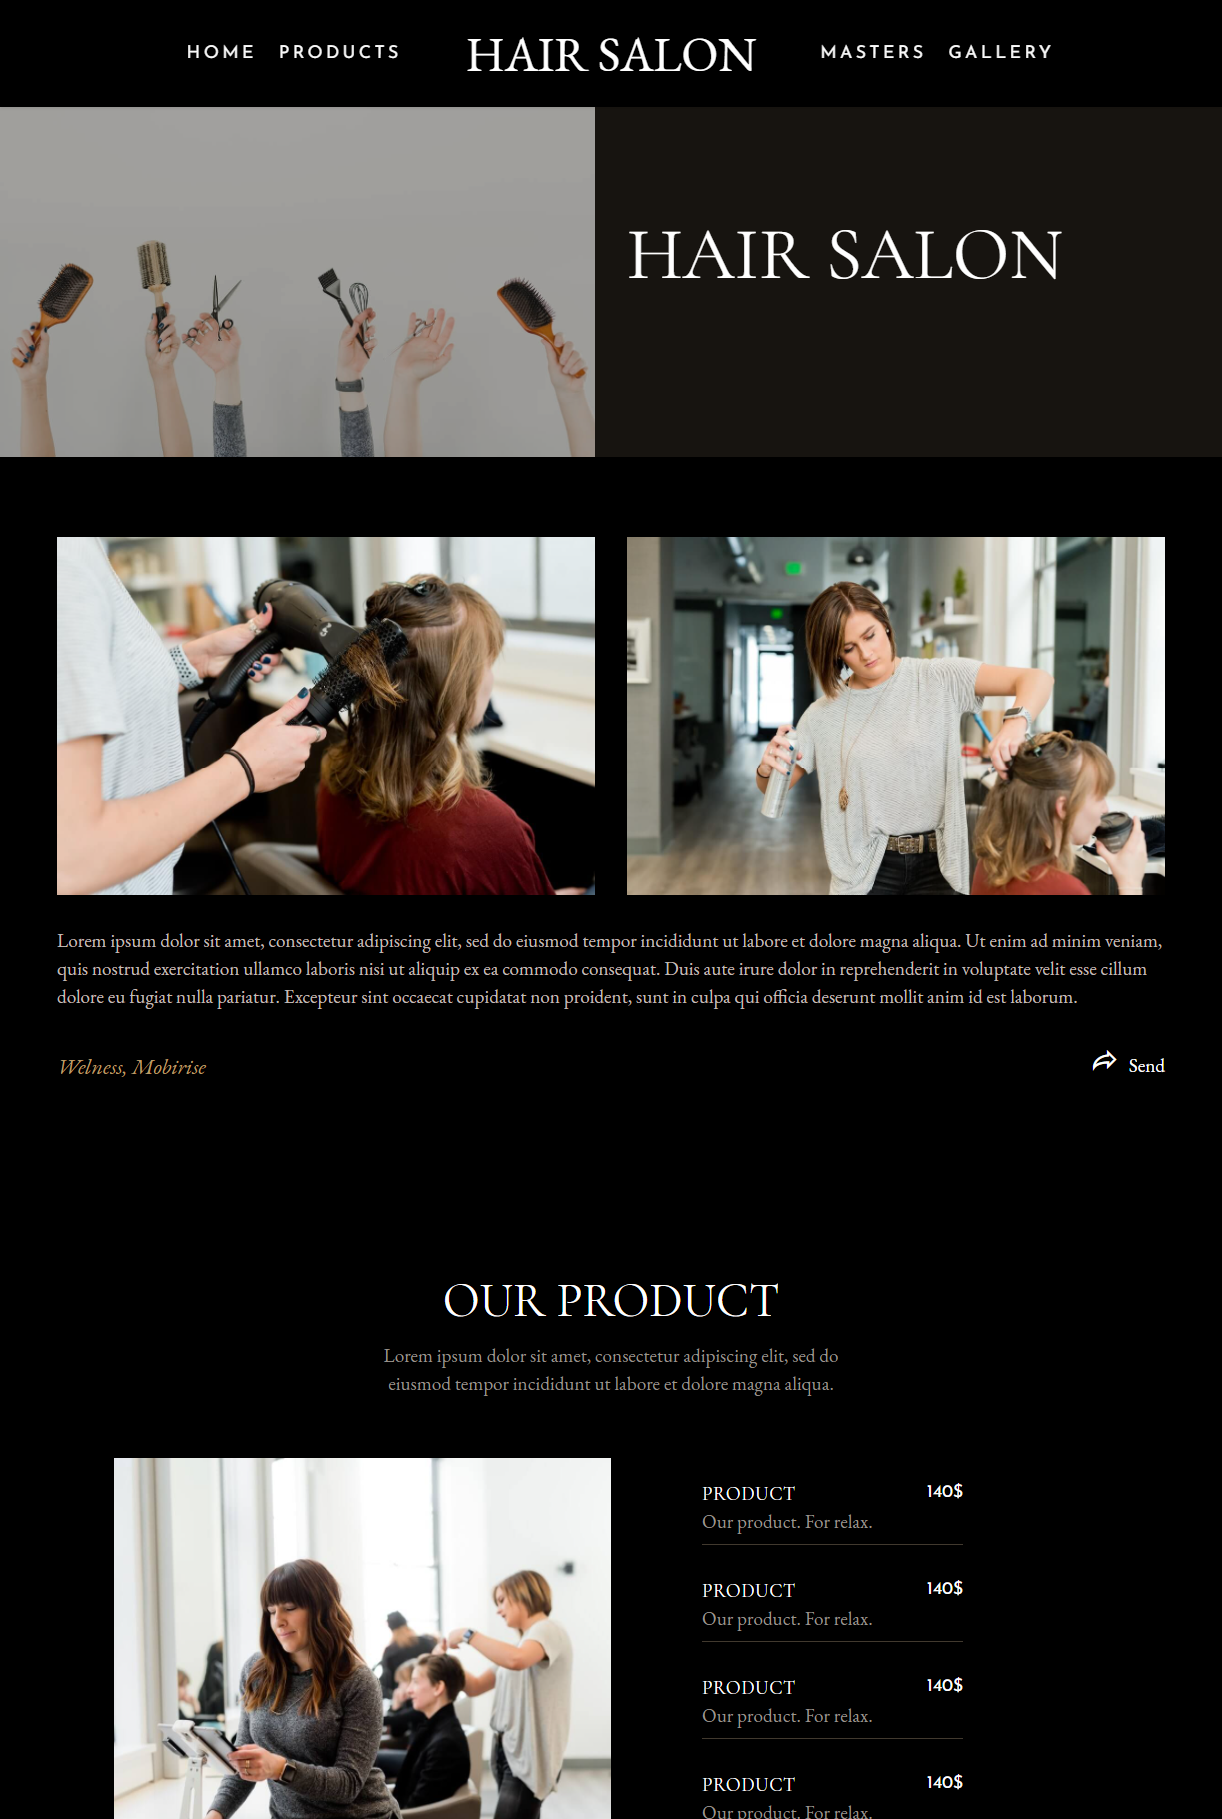 HOME PRODUCTS HAIR SALON MASTERS GALLERY
HAIR SALON
Lorem ipsum dolor sit amet, consectetur adipiscing elit, sed do eiusmod tempor incididunt ut labore et dolore magna aliqua. Ut enim ad minim veniam,
quis nostrud exercitation ullamco laboris nisi ut aliquip ex ea commodo consequat. Duis aute irure dolor in reprehenderit in voluptate velit esse cillum
dolore eu fugiat nulla pariatur. Excepteur sint occaecat cupidatat non proident, sunt in culpa qui officia deserunt mollit anim id est laborum.
Welness, Mobirise
Send
OUR PRODUCT
Lorem ipsum dolor sit amet, consectetur adipiscing elit, sed do
eiusmod tempor incididunt ut labore et dolore magna aliqua.
PRODUCT 140$
Our product. For relax.
PRODUCT 140$
Our product. For relax.
PRODUCT 140$
Our product. For relax.
PRODUCT 140$
Our product. For relax.